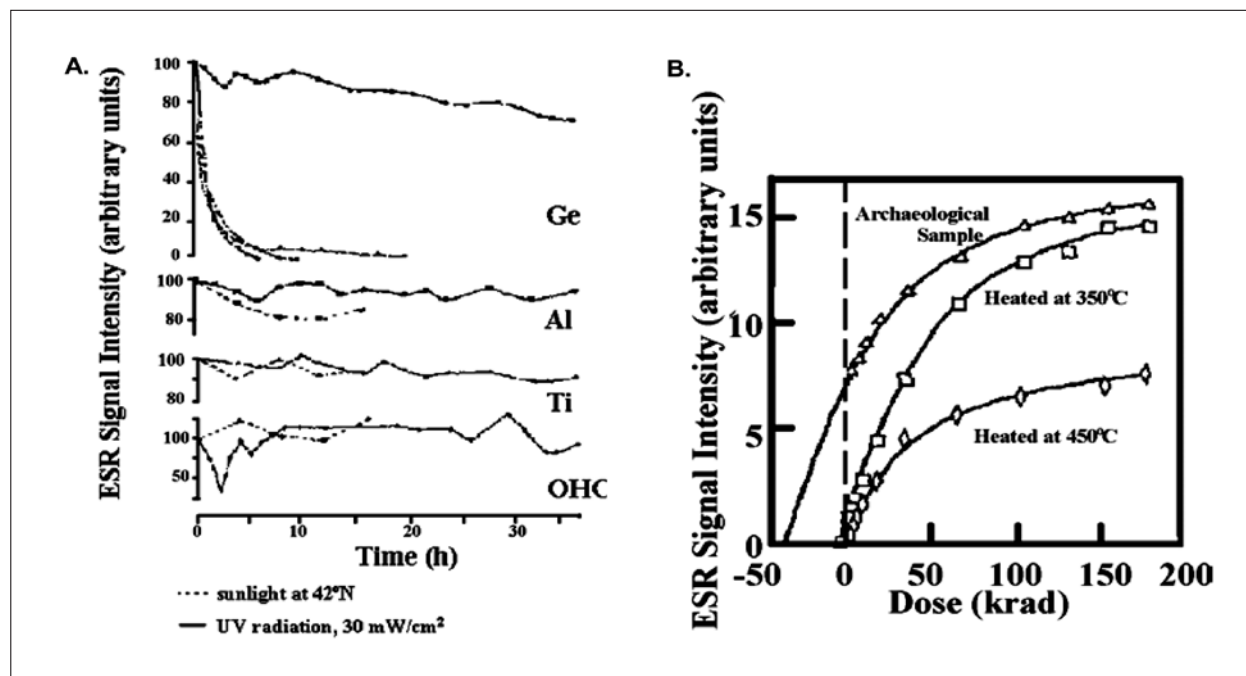 A.
ESR Signal Intensity (arbitrary units)
100
80
60
40
20
0
Ge
100
80
Al
100
80
Ti
100
50
OHC
0
10
20
30
Time (h)
sunlight at 42°N
UV radiation, 30 mW/cm²
B.
ESR Signal Intensity (arbitrary units)
15
10
5
0
Archaeological
Sample
Heated at 350°C
Heated at 450°C
-50
0
50
100
150
200
Dose (krad)